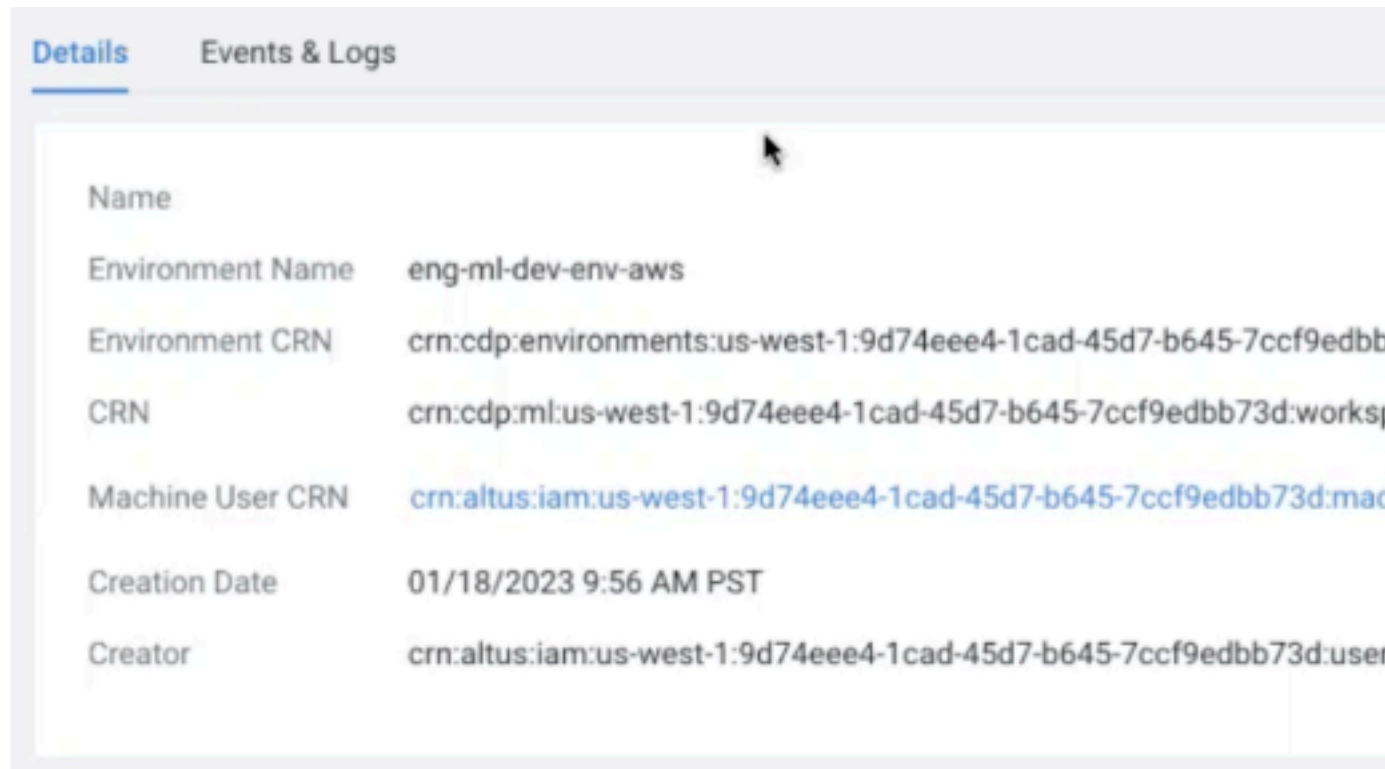 Details Events & Logs
Name
Environment Name eng-ml-dev-env-aws
Environment CRN crn:cdp:environments:us-west-1:9d74eee4-1cad-45d7-b645-7ccf9edbb
CRN crn:cdp:ml:us-west-1:9d74eee4-1cad-45d7-b645-7ccf9edbb73d:worksp
Machine User CRN crn:altus:iam:us-west-1:9d74eee4-1cad-45d7-b645-7ccf9edbb73d:mac
Creation Date 01/18/2023 9:56 AM PST
Creator crn:altus:iam:us-west-1:9d74eee4-1cad-45d7-b645-7ccf9edbb73d:user